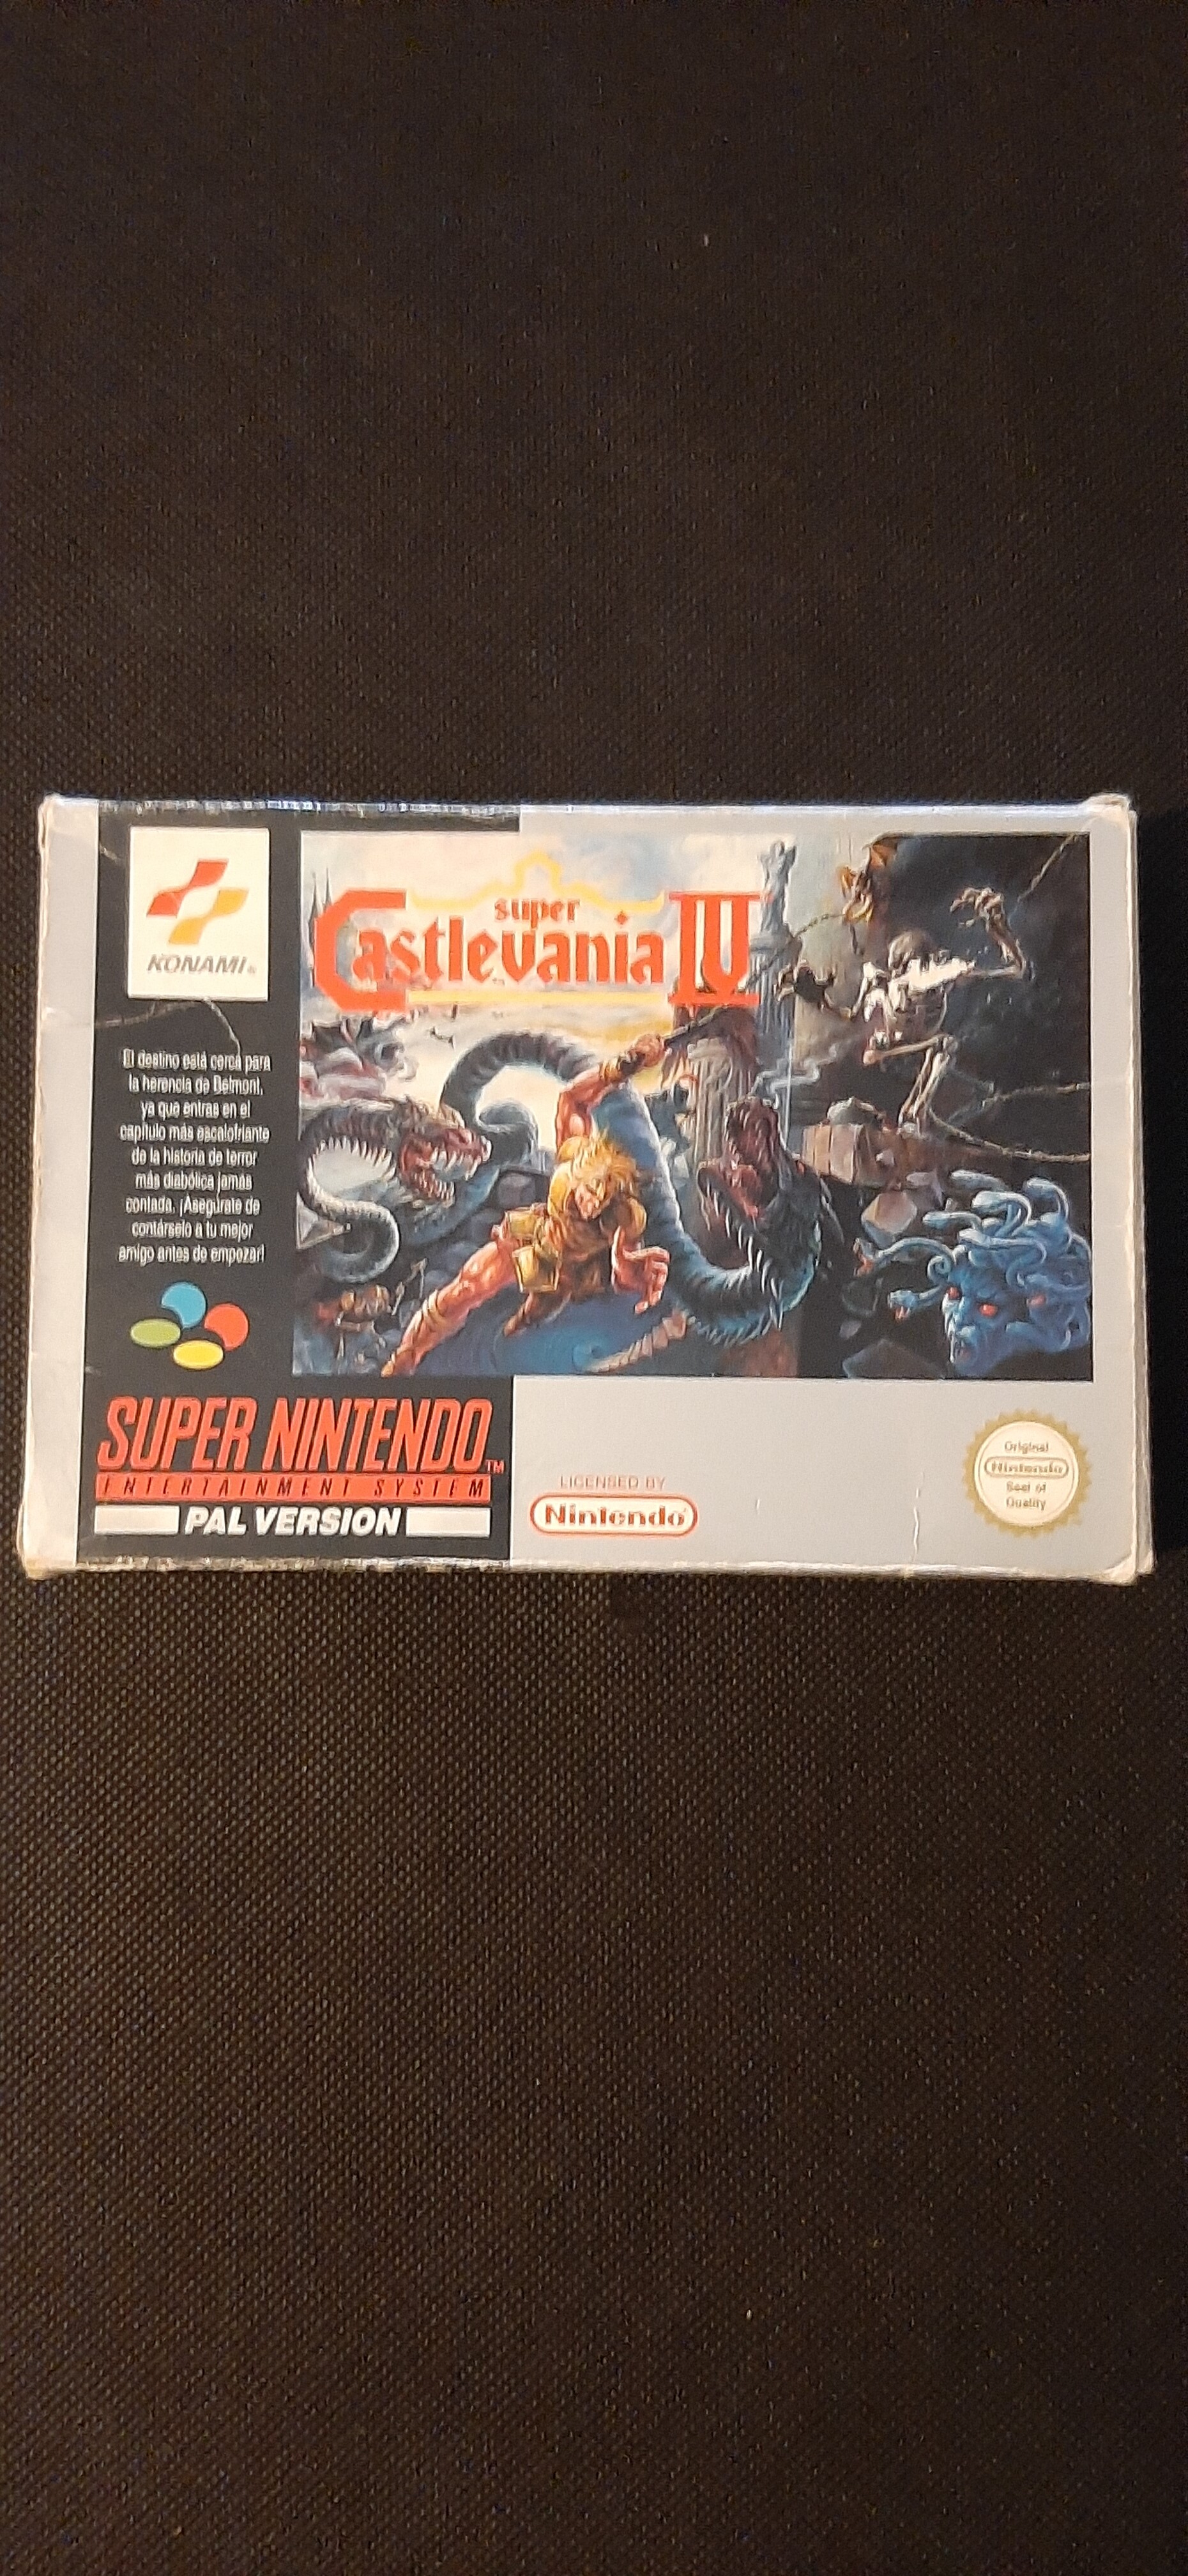 KONAMI®
super
Castlevania IV
El destino está cerca para
la herencia de Belmont,
ya que entras en el
capítulo más escalofriante
de la historia de terror
más diabólica jamás
contada. ¡Asegúrate de
contárselo a tu mejor
amigo antes de empezar!
SUPER NINTENDO
ENTERTAINMENT SYSTEM™
PAL VERSION
LICENSED BY
Nintendo®
Original
Nintendo
Seal of
Quality